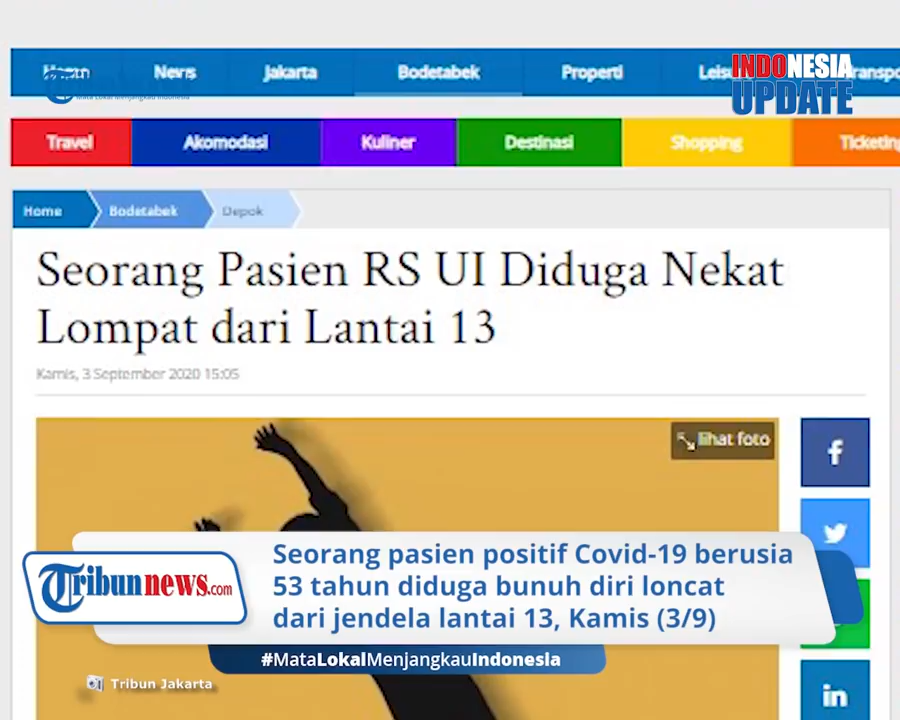 News
Jakarta
Bodetabek
Properti
INDONESIA
UPDATE
Travel
Akomodasi
Kuliner
Destinasi
Shopping
Home
Bodetabek
Depok
Seorang Pasien RS UI Diduga Nekat
Lompat dari Lantai 13
Kamis, 3 September 2020 15:05
lihat foto
f
Tribunnews.com
Seorang pasien positif Covid-19 berusia
53 tahun diduga bunuh diri loncat
dari jendela lantai 13, Kamis (3/9)
#MataLokalMenjangkauIndonesia
Tribun Jakarta
in